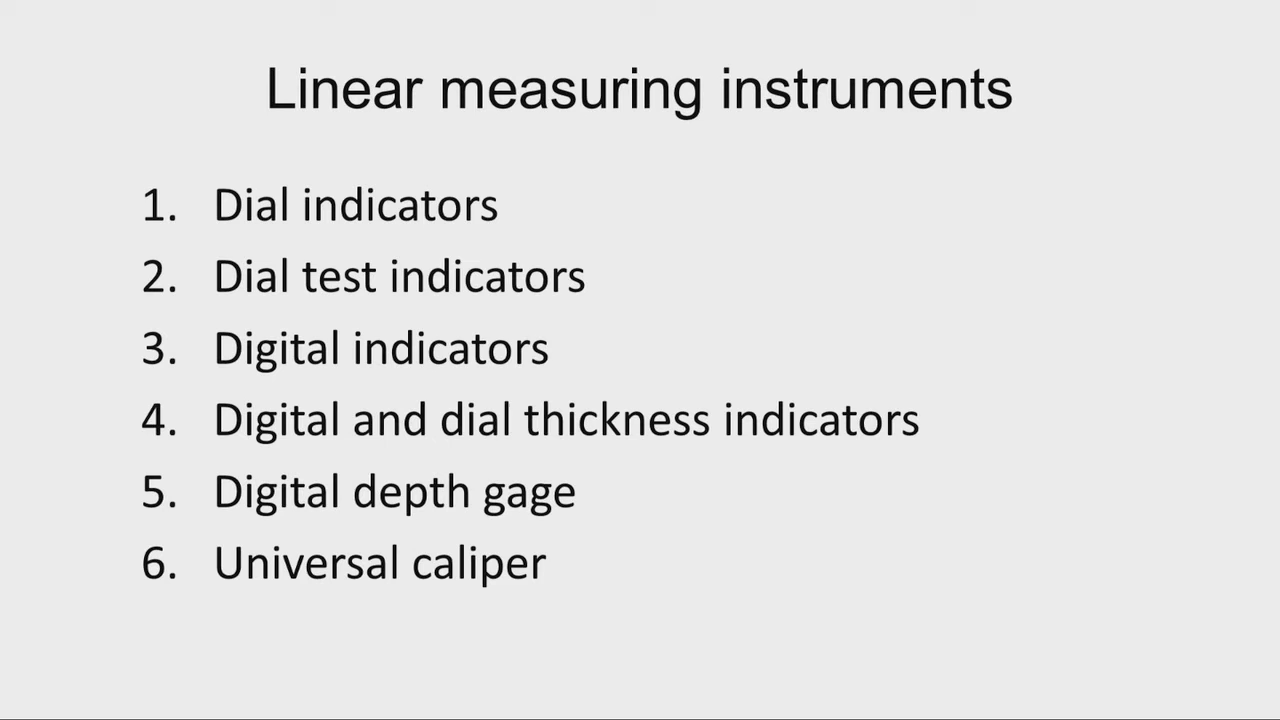 Linear measuring instruments
1. Dial indicators
2. Dial test indicators
3. Digital indicators
4. Digital and dial thickness indicators
5. Digital depth gage
6. Universal caliper